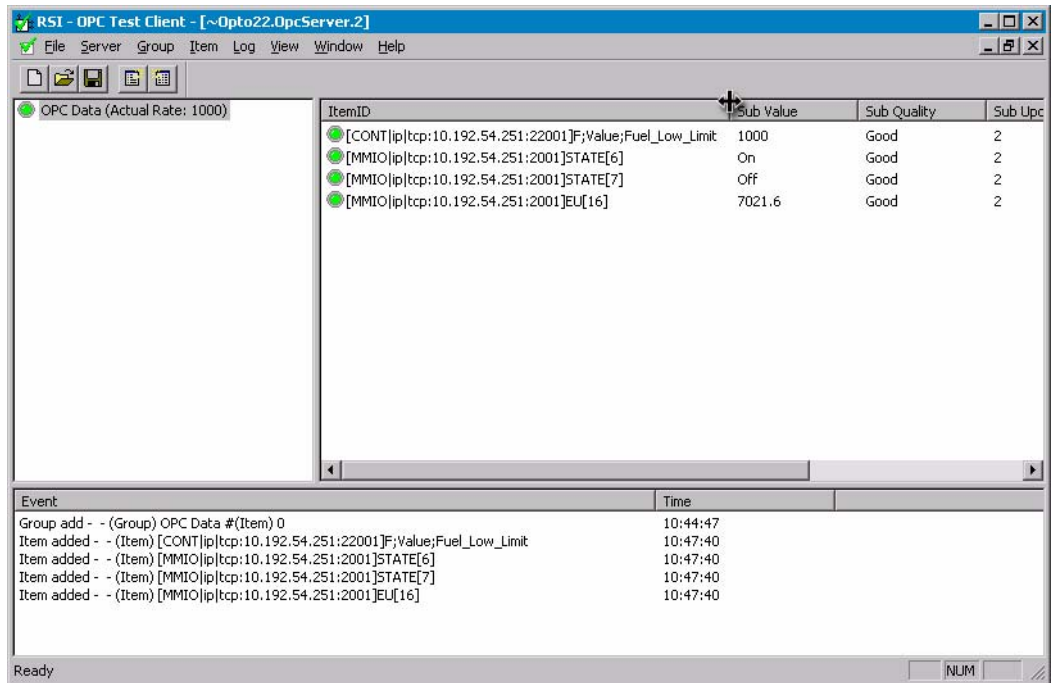 RSI - OPC Test Client - [~Opto22.OpcServer.2]
File Server Group Item Log View Window Help
OPC Data (Actual Rate: 1000)
ItemID Sub Value Sub Quality Sub Upd
[CONT|ip|tcp:10.192.54.251:22001]F;Value;Fuel_Low_Limit 1000 Good 2
[MMIO|ip|tcp:10.192.54.251:2001]STATE[6] On Good 2
[MMIO|ip|tcp:10.192.54.251:2001]STATE[7] Off Good 2
[MMIO|ip|tcp:10.192.54.251:2001]EU[16] 7021.6 Good 2
Event Time
Group add - - (Group) OPC Data #(Item) 0 10:44:47
Item added - - (Item) [CONT|ip|tcp:10.192.54.251:22001]F;Value;Fuel_Low_Limit 10:47:40
Item added - - (Item) [MMIO|ip|tcp:10.192.54.251:2001]STATE[6] 10:47:40
Item added - - (Item) [MMIO|ip|tcp:10.192.54.251:2001]STATE[7] 10:47:40
Item added - - (Item) [MMIO|ip|tcp:10.192.54.251:2001]EU[16] 10:47:40
Ready NUM